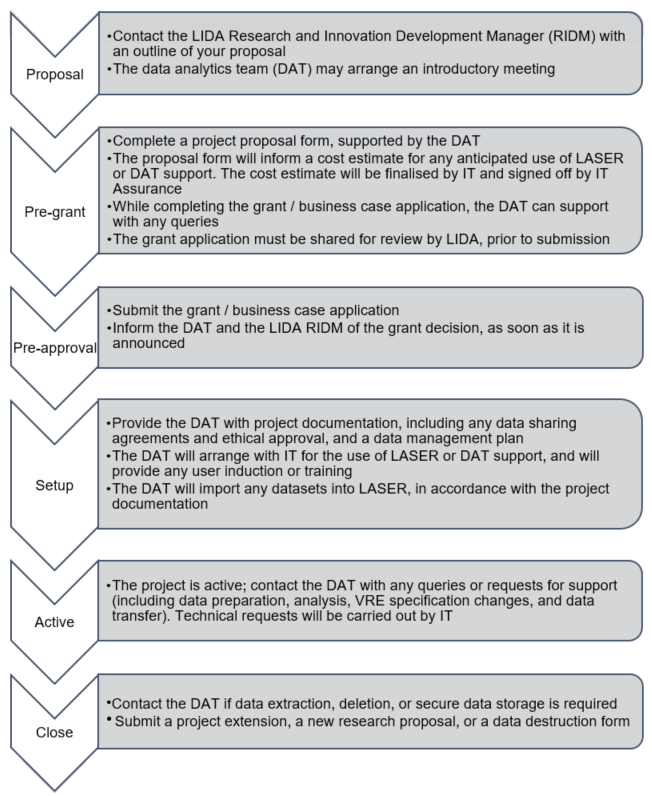 Proposal
•Contact the LIDA Research and Innovation Development Manager (RIDM) with
an outline of your proposal
•The data analytics team (DAT) may arrange an introductory meeting
Pre-grant
•Complete a project proposal form, supported by the DAT
•The proposal form will inform a cost estimate for any anticipated use of LASER
or DAT support. The cost estimate will be finalised by IT and signed off by IT
Assurance
•While completing the grant / business case application, the DAT can support
with any queries
•The grant application must be shared for review by LIDA, prior to submission
Pre-approval
•Submit the grant / business case application
•Inform the DAT and the LIDA RIDM of the grant decision, as soon as it is
announced
Setup
•Provide the DAT with project documentation, including any data sharing
agreements and ethical approval, and a data management plan
•The DAT will arrange with IT for the use of LASER or DAT support, and will
provide any user induction or training
•The DAT will import any datasets into LASER, in accordance with the project
documentation
Active
•The project is active; contact the DAT with any queries or requests for support
(including data preparation, analysis, VRE specification changes, and data
transfer). Technical requests will be carried out by IT
Close
•Contact the DAT if data extraction, deletion, or secure data storage is required
• Submit a project extension, a new research proposal, or a data destruction form